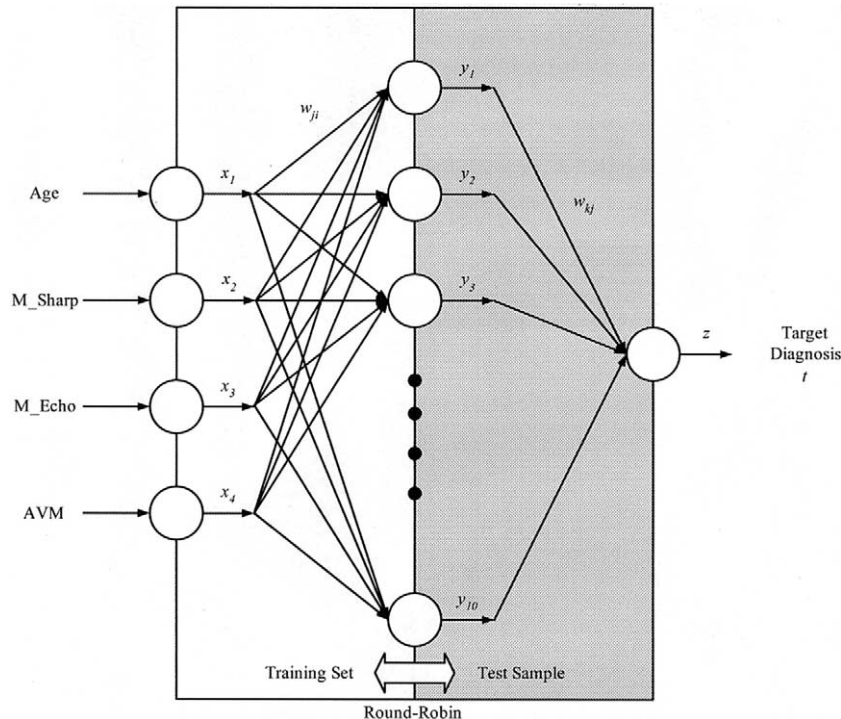 y1
wji
Age
x1
y2
wkj
M_Sharp
x2
y3
z
Target
Diagnosis
t
M_Echo
x3
AVM
x4
y10
Training Set
Test Sample
Round-Robin